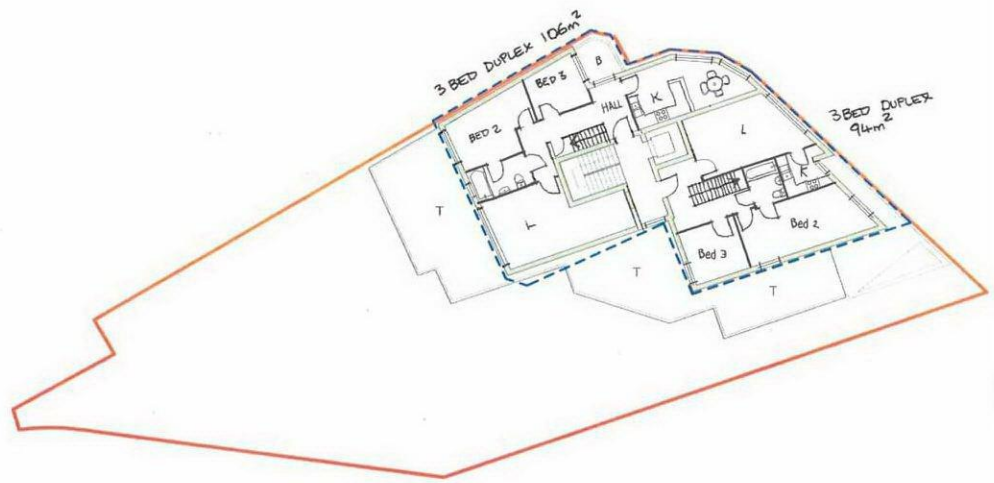 3 BED DUPLEX 106m²
BED 3
B
HALL
K
BED 2
3 BED DUPLEX
94m²
L
K
T
L
Bed 2
Bed 3
T
T